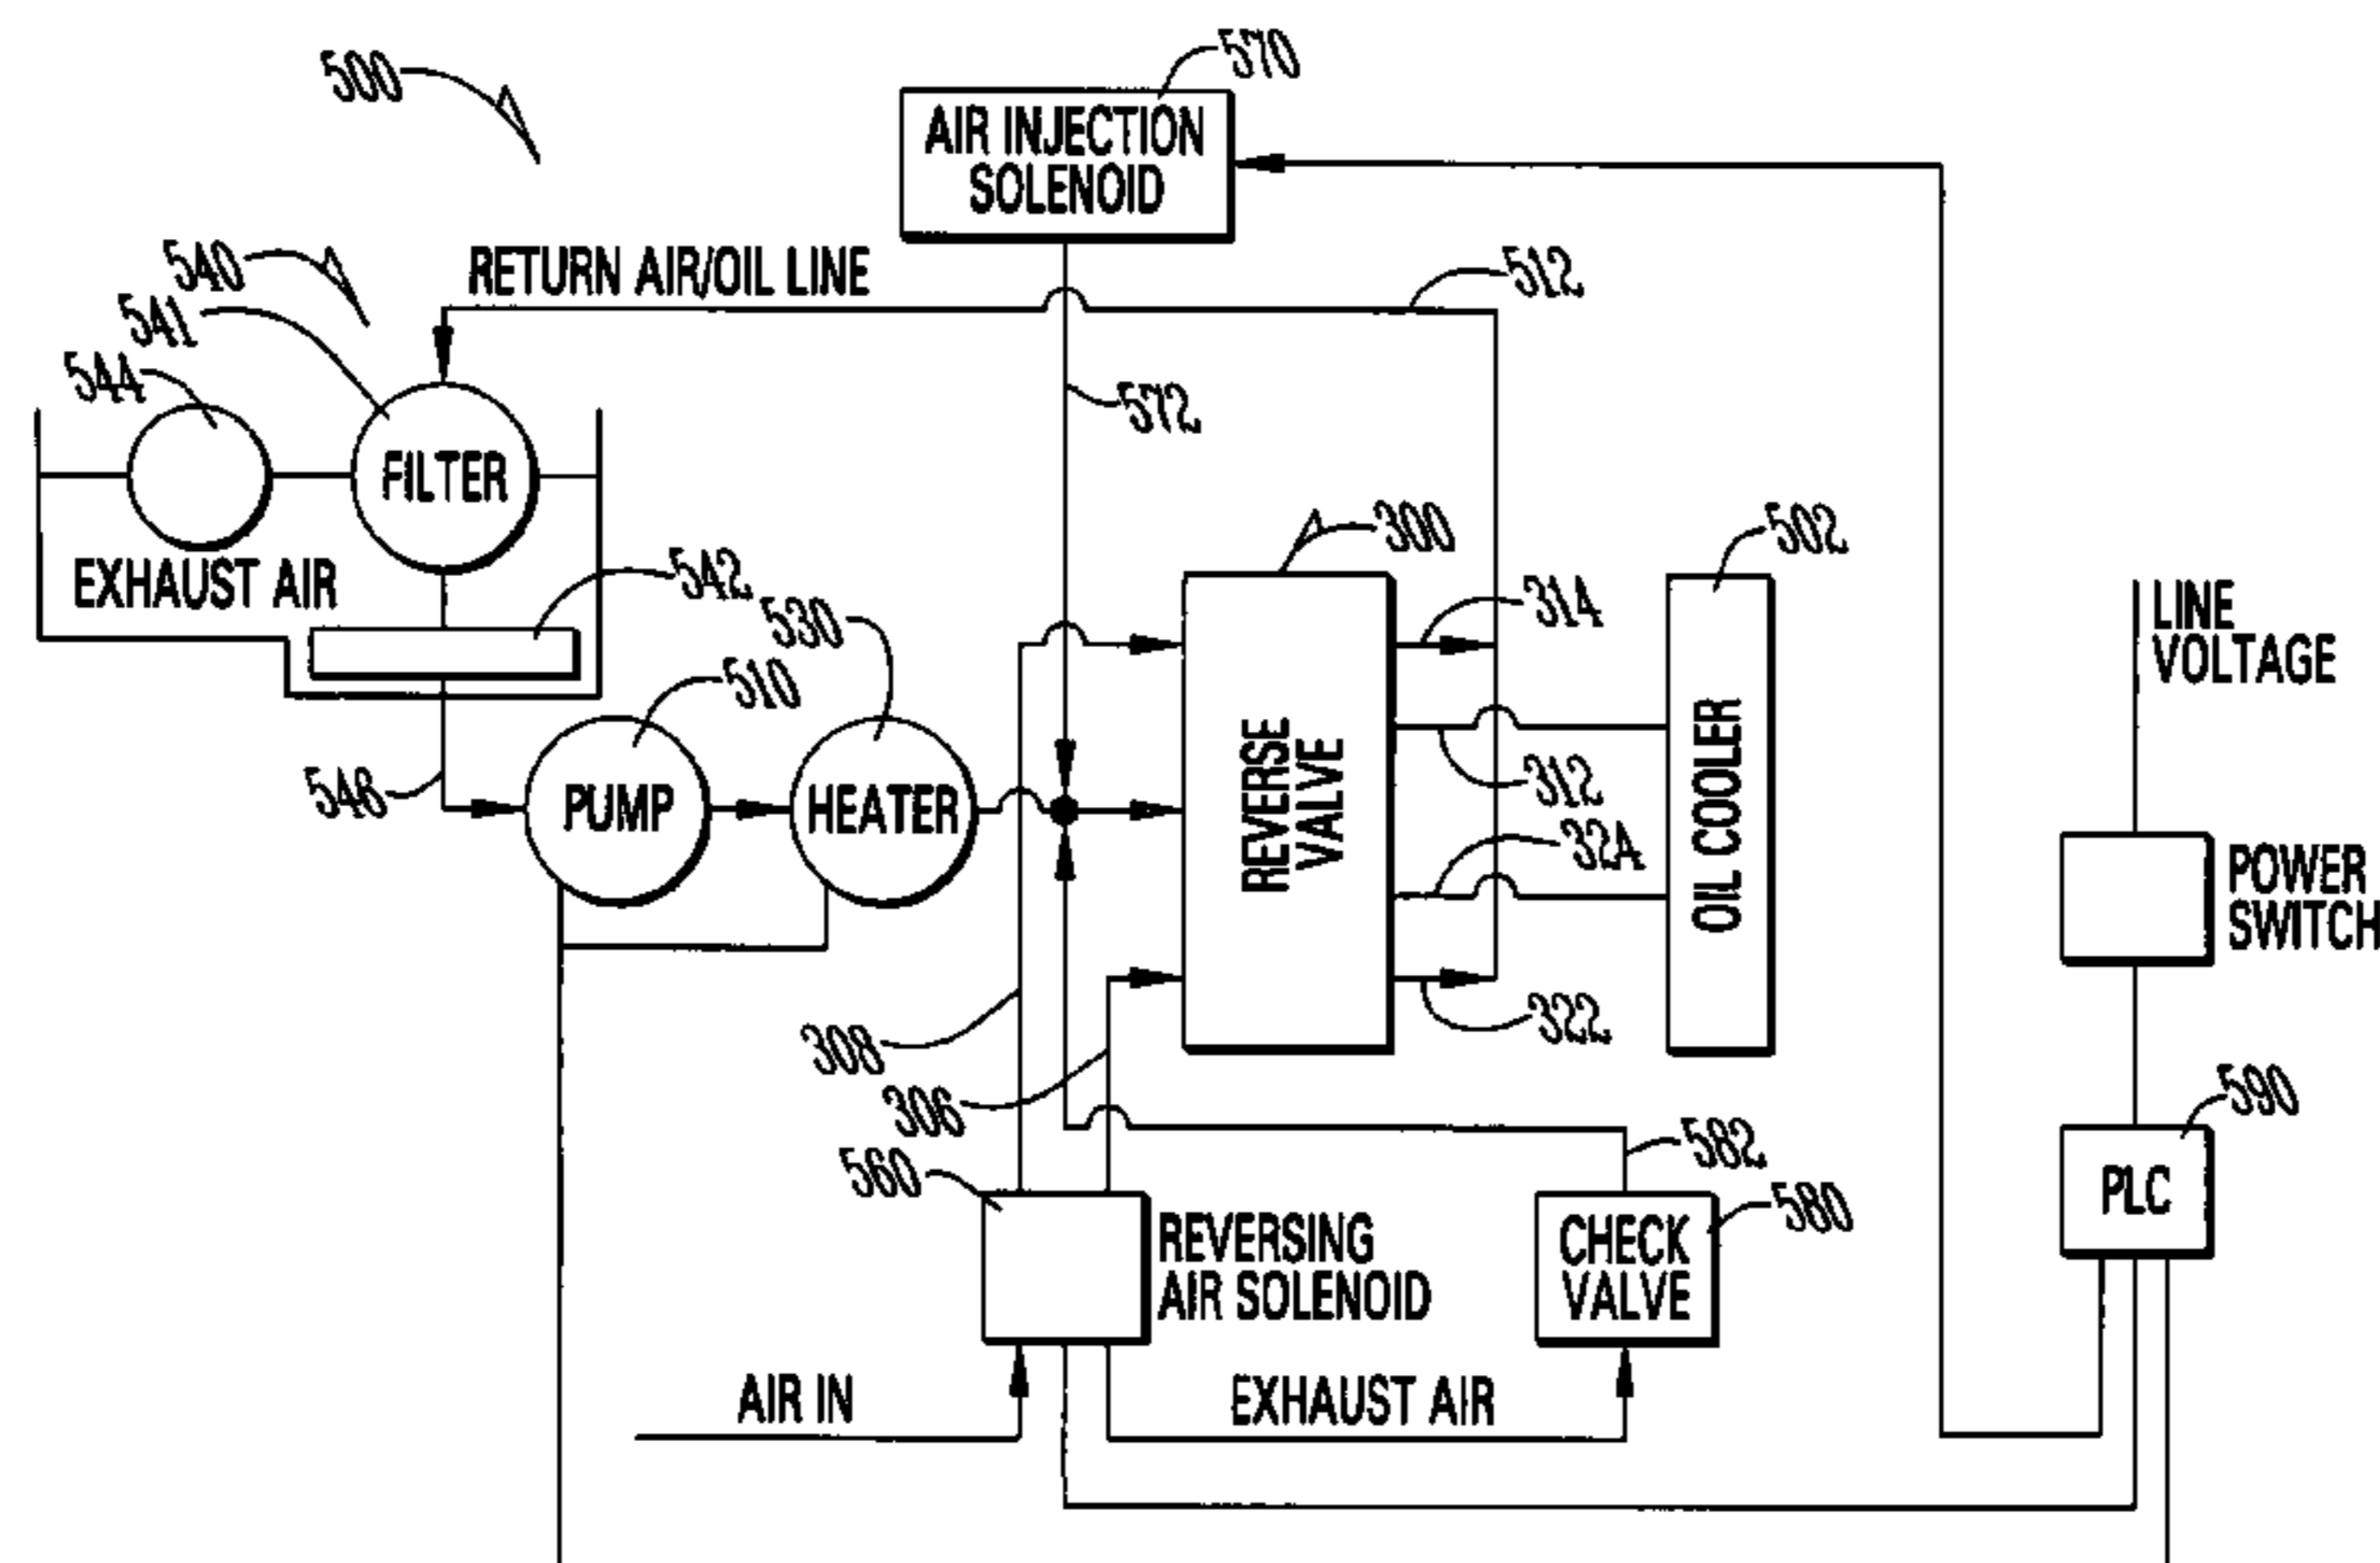 570
500
AIR INJECTION
SOLENOID
540
RETURN AIR/OIL LINE
512
541
544
572
FILTER
300
502
EXHAUST AIR
542
530
314
LINE
VOLTAGE
510
546
PUMP
HEATER
REVERSE
VALVE
312
OIL COOLER
324
POWER
SWITCH
308
322
306
590
560
582
PLC
580
REVERSING
AIR SOLENOID
CHECK
VALVE
AIR IN
EXHAUST AIR